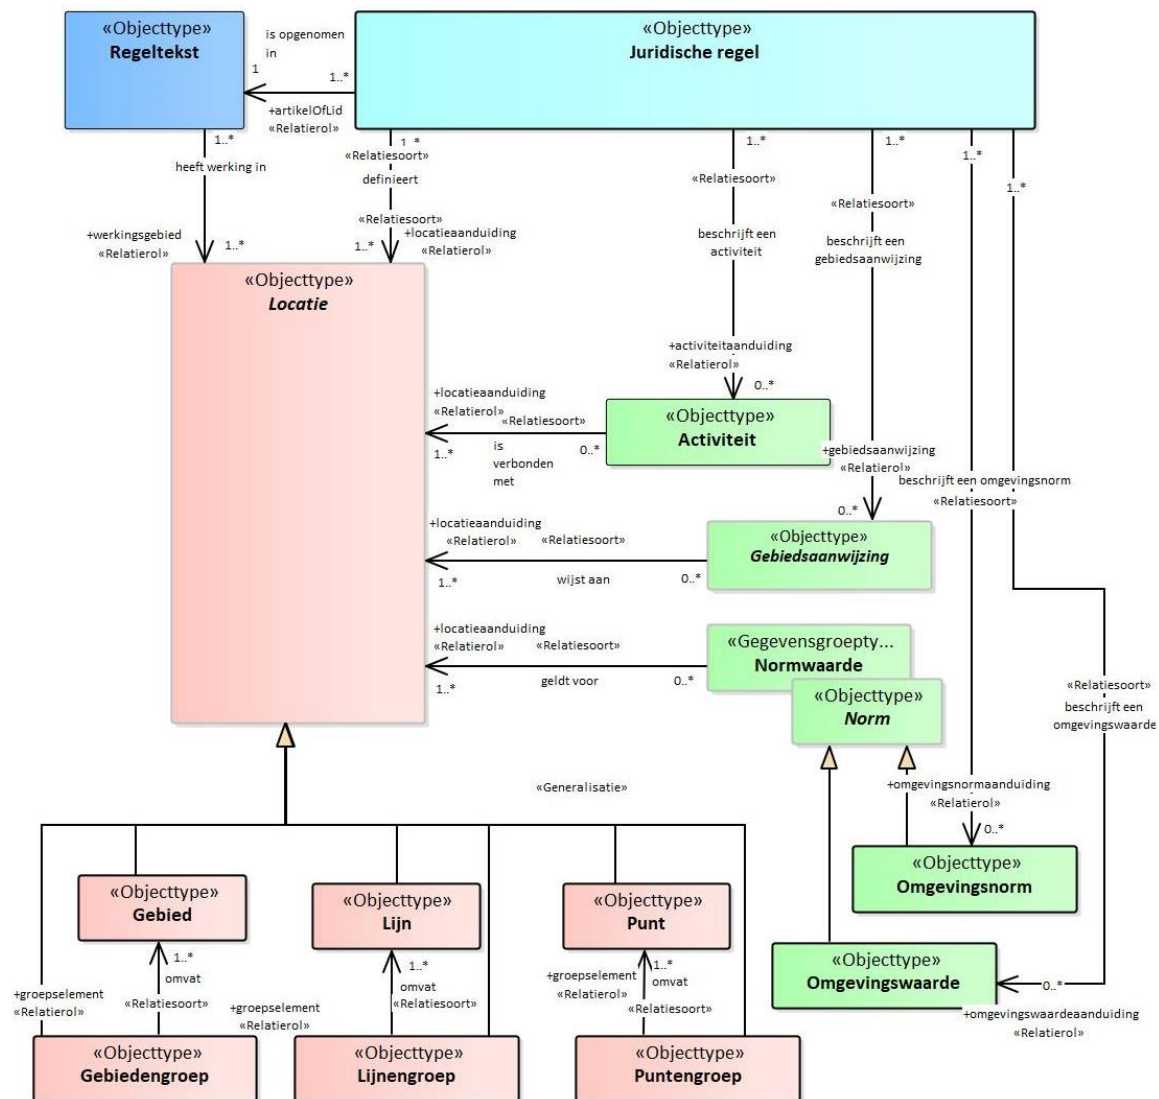 «Objecttype»
Regeltekst
is opgenomen
in
1
1..*
+artikelOfLid
«Relatierol»
«Objecttype»
Juridische regel
1..*
heeft werking in
+werkingsgebied
«Relatierol»
1..*
1..*
«Relatiesoort»
definieert
«Relatiesoort»
1..*
+locatieaanduiding
«Relatierol»
1..*
«Relatiesoort»
beschrijft een
activiteit
+activiteitaanduiding
«Relatierol»
0..*
1..*
«Relatiesoort»
beschrijft een
gebiedsaanwijzing
+gebiedsaanwijzing
«Relatierol»
0..*
1..*
beschrijft een omgevingsnorm
«Relatiesoort»
1..*
«Objecttype»
Locatie
+locatieaanduiding
«Relatierol»
«Relatiesoort»
1..*
is
verbonden
met
0..*
«Objecttype»
Activiteit
+locatieaanduiding
«Relatierol»
«Relatiesoort»
1..*
wijst aan
0..*
«Objecttype»
Gebiedsaanwijzing
+locatieaanduiding
«Relatierol»
«Relatiesoort»
1..*
geldt voor
0..*
«Gegevensgroepty...
Normwaarde
«Objecttype»
Norm
«Relatiesoort»
beschrijft een
omgevingswaarde
«Generalisatie»
+omgevingsnormaanduiding
«Relatierol»
0..*
«Objecttype»
Omgevingsnorm
«Objecttype»
Omgevingswaarde
0..*
+omgevingswaardeaanduiding
«Relatierol»
«Objecttype»
Gebied
«Objecttype»
Lijn
«Objecttype»
Punt
1..*
omvat
+groepselement
«Relatierol»
«Relatiesoort»
1..*
omvat
+groepselement
«Relatierol»
«Relatiesoort»
1..*
omvat
+groepselement
«Relatierol»
«Relatiesoort»
«Objecttype»
Gebiedengroep
«Objecttype»
Lijnengroep
«Objecttype»
Puntengroep